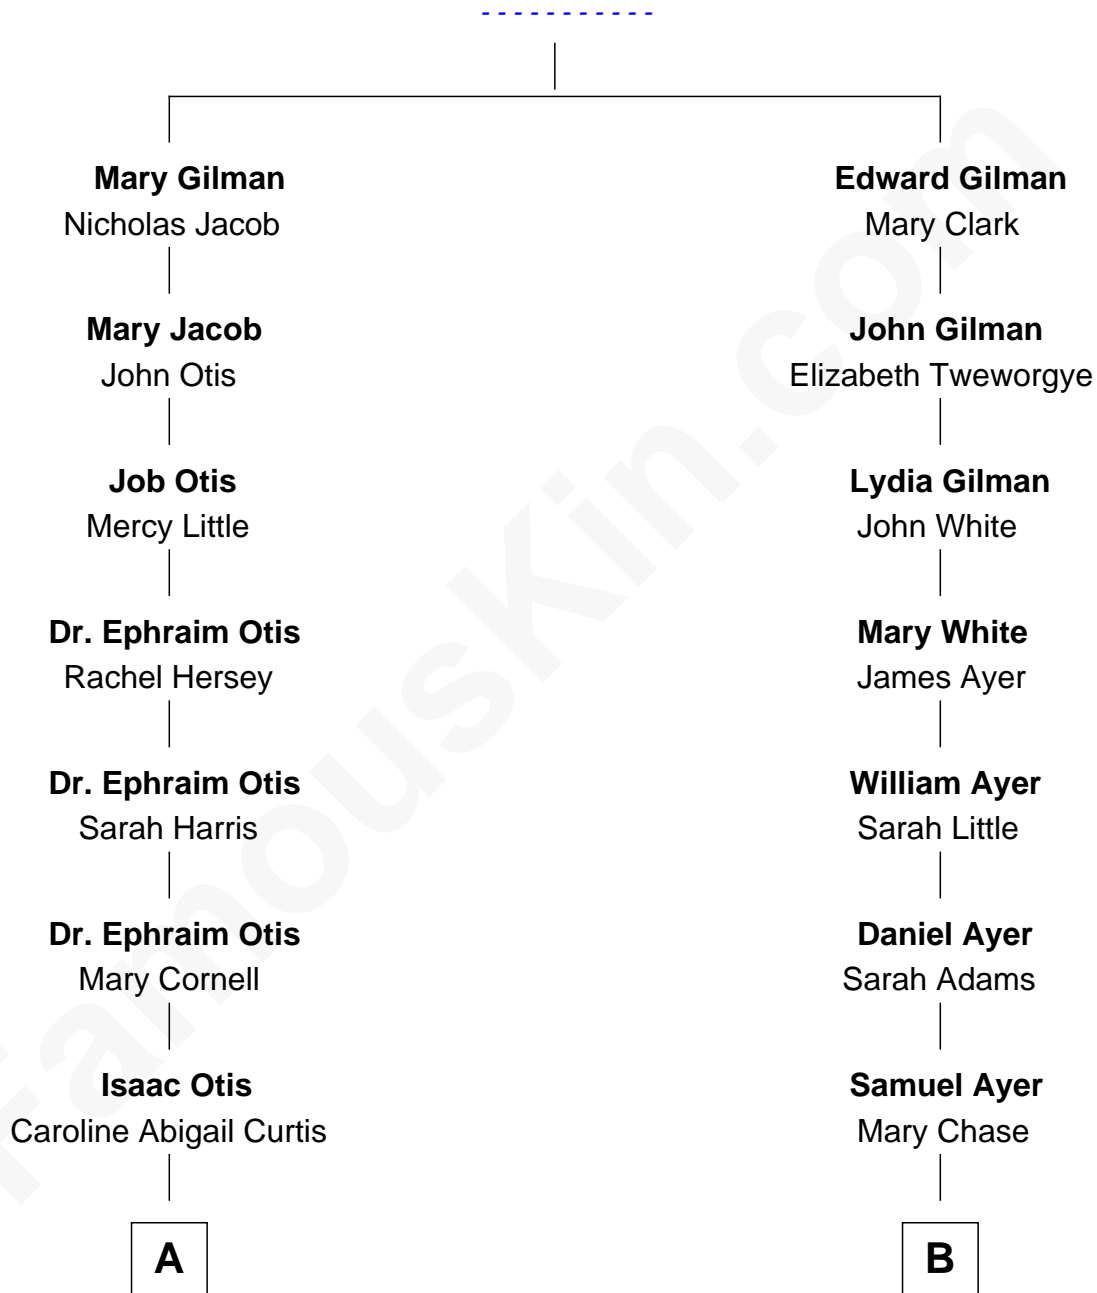 - - - - - - - - - - -
Mary Gilman
Nicholas Jacob
Edward Gilman
Mary Clark
Mary Jacob
John Otis
John Gilman
Elizabeth Tweworgye
Job Otis
Mercy Little
Lydia Gilman
John White
Dr. Ephraim Otis
Rachel Hersey
Mary White
James Ayer
Dr. Ephraim Otis
Sarah Harris
William Ayer
Sarah Little
Dr. Ephraim Otis
Mary Cornell
Daniel Ayer
Sarah Adams
Isaac Otis
Caroline Abigail Curtis
Samuel Ayer
Mary Chase
A
B
FamousKin.com